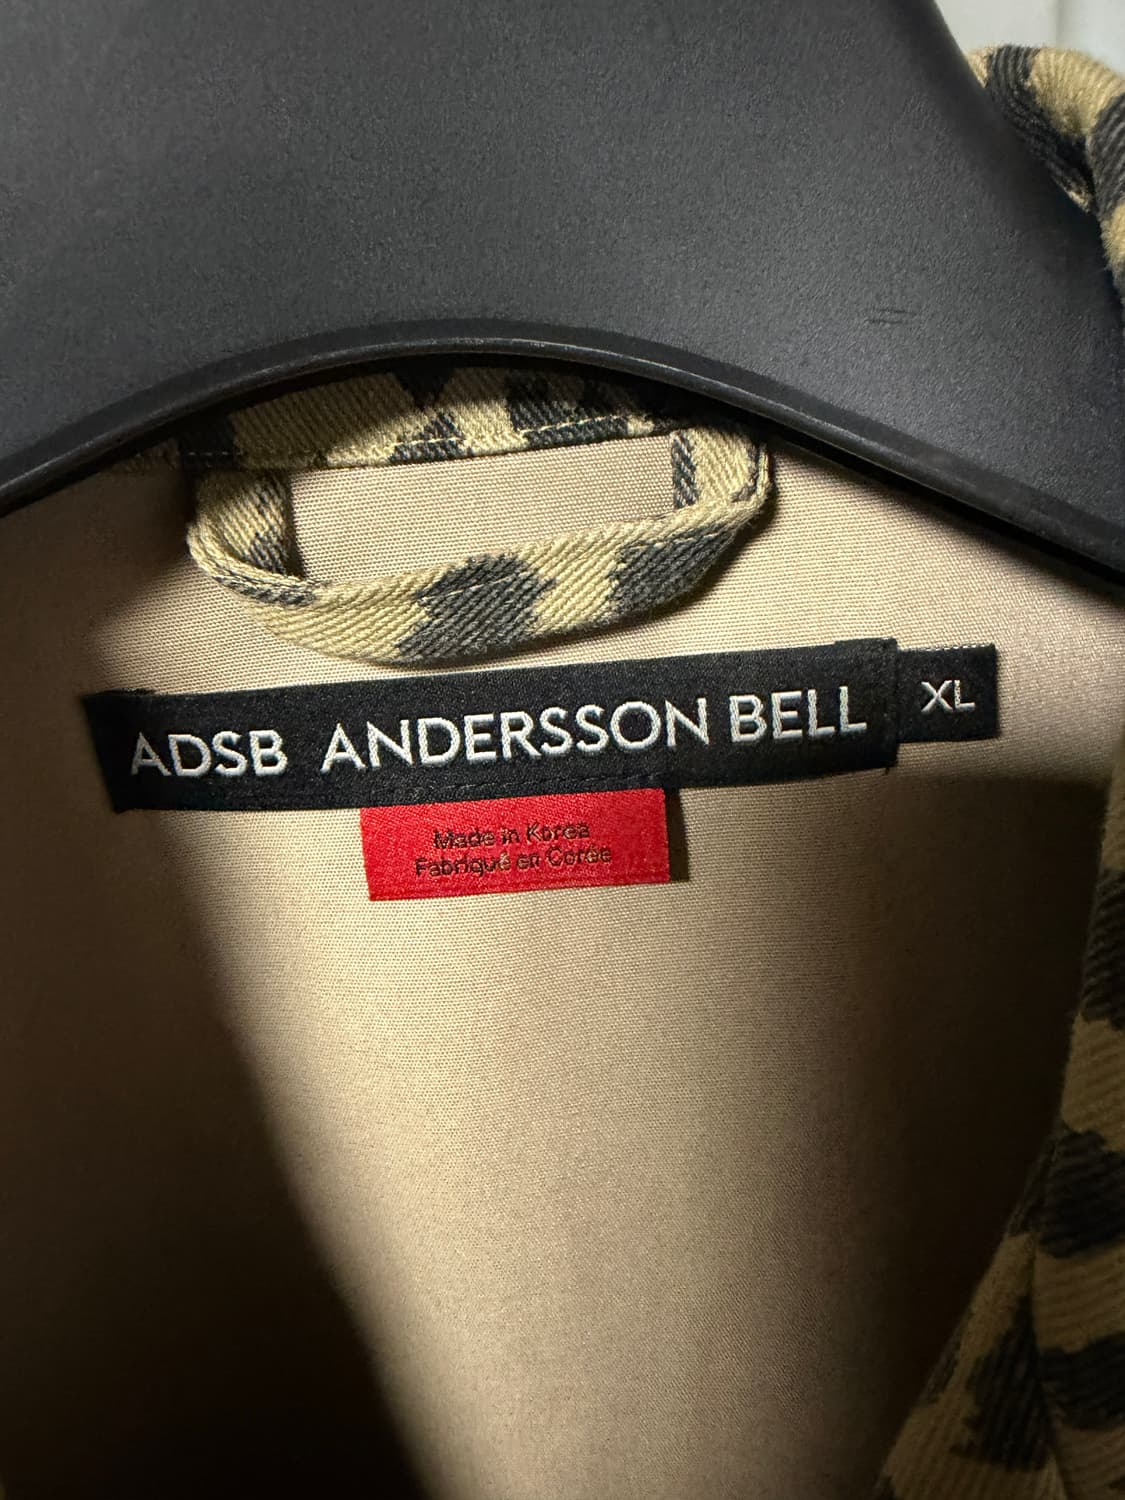 ADSB ANDERSSON BELL
XL
Made in Korea
Fabriqué en Corée